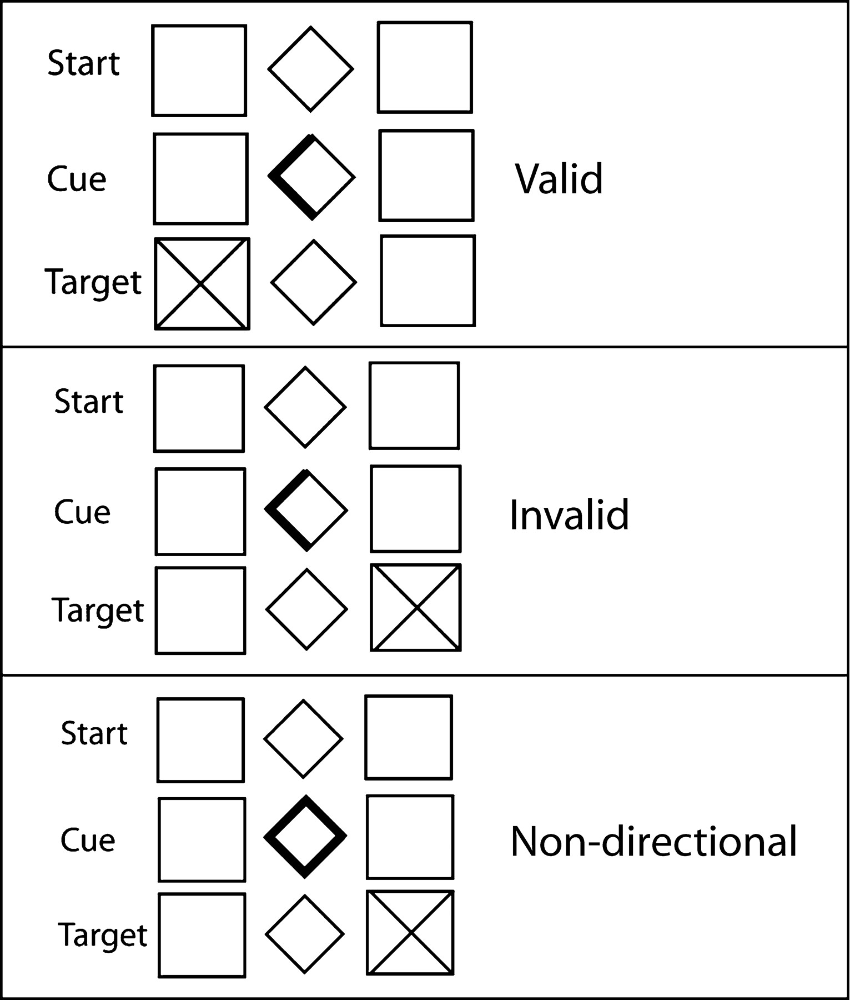 Start
Cue
Valid
Target
Start
Cue
Invalid
Target
Start
Cue
Non-directional
Target